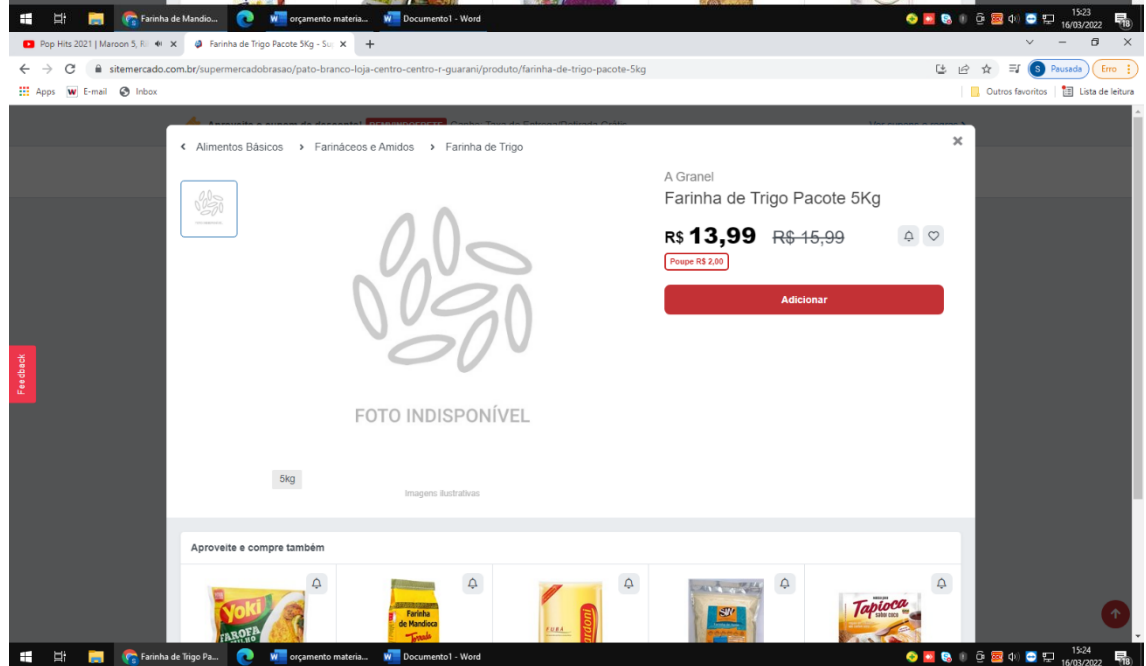 Farinha de Mandio...
orçamento materia...
Documento1 - Word
15:23
16/03/2022
Pop Hits 2021 | Maroon 5, Ri
Farinha de Trigo Pacote 5Kg - Su
sitemercado.com.br/supermercadobrasao/pato-branco-loja-centro-centro-r-guarani/produto/farinha-de-trigo-pacote-5kg
S Pausada
Erro
Apps
E-mail
Inbox
Outros favoritos
Lista de leitura
Alimentos Básicos > Farináceos e Amidos > Farinha de Trigo
A Granel
Farinha de Trigo Pacote 5Kg
R$ 13,99 R$ 15,99
Poupe R$ 2,00
Adicionar
Feedback
FOTO INDISPONÍVEL
5kg
Imagens ilustrativas
Aproveite e compre também
Yoki
FAROFA
Farinha
de Mandioca
Tapioca
Farinha de Trigo Pa...
orçamento materia...
Documento1 - Word
15:24
16/03/2022